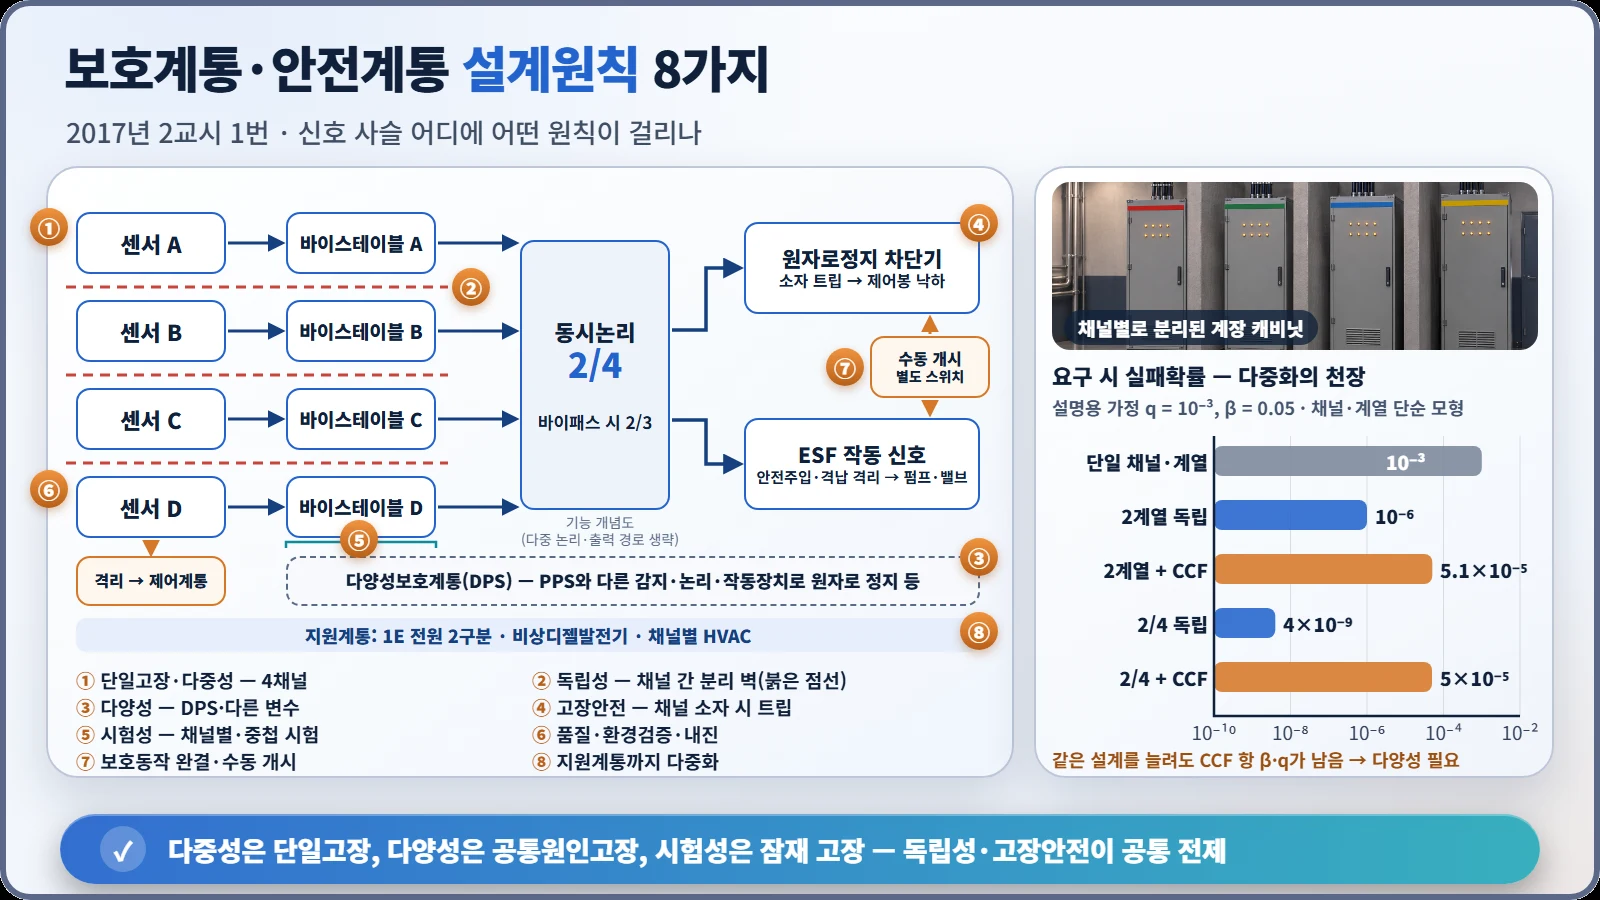 보호계통·안전계통 설계원칙 8가지
2017년 2교시 1번 · 신호 사슬 어디에 어떤 원칙이 걸리나
①
센서 A
바이스테이블 A
②
센서 B
바이스테이블 B
센서 C
바이스테이블 C
⑥
센서 D
바이스테이블 D
⑤
격리 → 제어계통
동시논리
2/4
바이패스 시 2/3
기능 개념도
(다중 논리·출력 경로 생략)
④
원자로정지 차단기
소자 트립 → 제어봉 낙하
⑦
수동 개시
별도 스위치
ESF 작동 신호
안전주입·격납 격리 → 펌프·밸브
③
다양성보호계통(DPS) — PPS와 다른 감지·논리·작동장치로 원자로 정지 등
지원계통: 1E 전원 2구분 · 비상디젤발전기 · 채널별 HVAC
⑧
① 단일고장·다중성 — 4채널
② 독립성 — 채널 간 분리 벽(붉은 점선)
③ 다양성 — DPS·다른 변수
④ 고장안전 — 채널 소자 시 트립
⑤ 시험성 — 채널별·중첩 시험
⑥ 품질·환경검증·내진
⑦ 보호동작 완결·수동 개시
⑧ 지원계통까지 다중화
채널별로 분리된 계장 캐비닛
요구 시 실패확률 — 다중화의 천장
설명용 가정 q = 10⁻³, β = 0.05 · 채널·계열 단순 모형
단일 채널·계열 10⁻³
2계열 독립 10⁻⁶
2계열 + CCF 5.1×10⁻⁵
2/4 독립 4×10⁻⁹
2/4 + CCF 5×10⁻⁵
10⁻¹⁰ 10⁻⁸ 10⁻⁶ 10⁻⁴ 10⁻²
같은 설계를 늘려도 CCF 항 β·q가 남음 → 다양성 필요
✓ 다중성은 단일고장, 다양성은 공통원인고장, 시험성은 잠재 고장 — 독립성·고장안전이 공통 전제